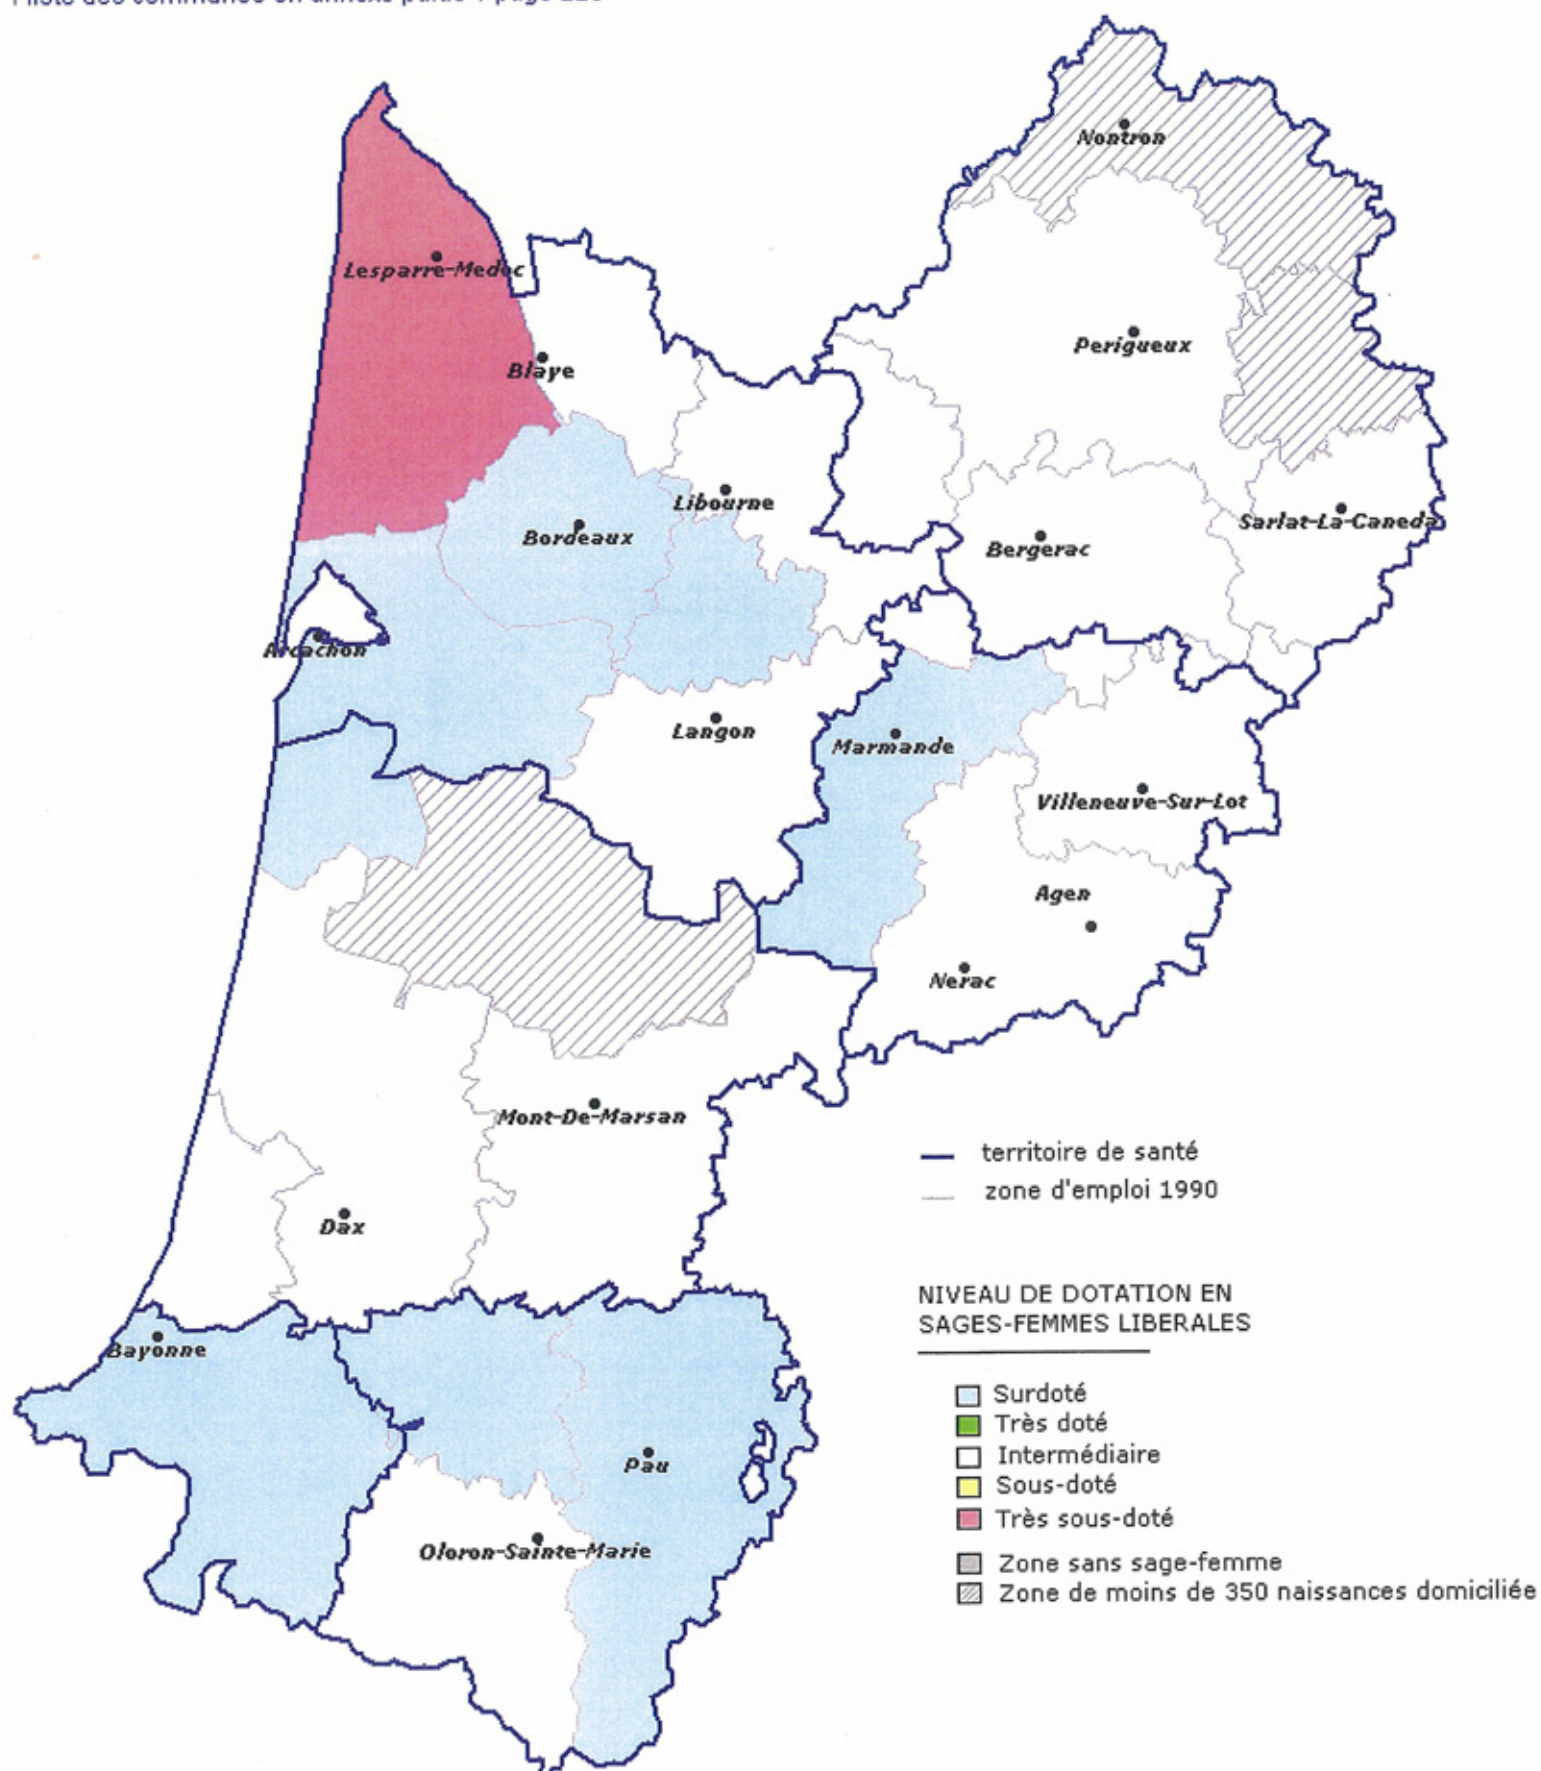 Nontron
Lesparre-Medoc
Perigueux
Blaye
Libourne
Sarlat-La-Caneda
Bordeaux
Bergerac
Arcachon
Langon
Marmande
Villeneuve-Sur-Lot
Agen
Nerac
Mont-De-Marsan
territoire de santé
zone d'emploi 1990
Dax
NIVEAU DE DOTATION EN
SAGES-FEMMES LIBERALES
Bayonne
Surdoté
Très doté
Intermédiaire
Pau
Sous-doté
Très sous-doté
Oloron-Sainte-Marie
Zone sans sage-femme
Zone de moins de 350 naissances domiciliée